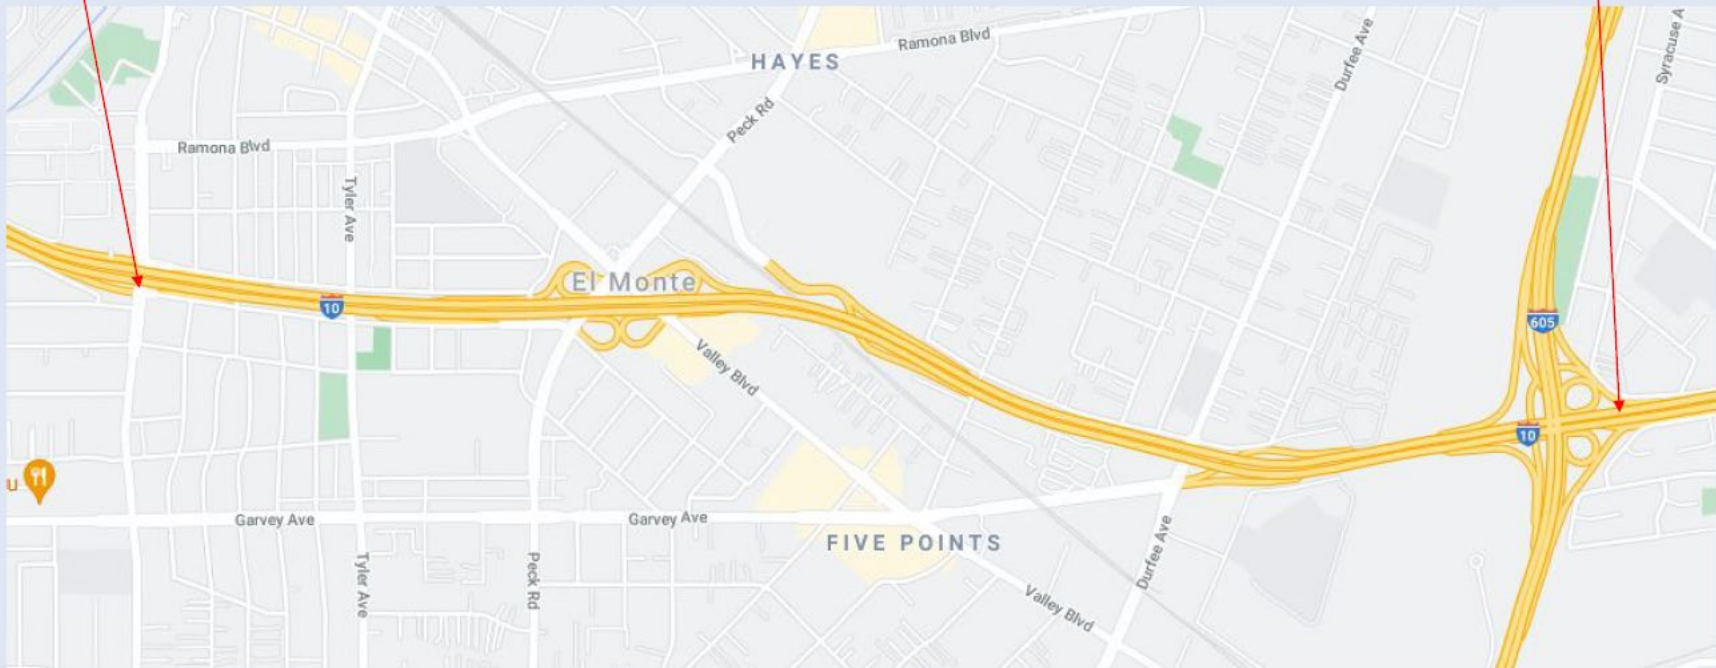 Ramona Blvd
HAYES
Durfee Ave
Syracuse A
Peck Rd
Ramona Blvd
Tyler Ave
El Monte
10
605
Valley Blvd
10
u
Garvey Ave
Garvey Ave
FIVE POINTS
Tyler Ave
Peck Rd
Durfee Ave
Valley Blvd